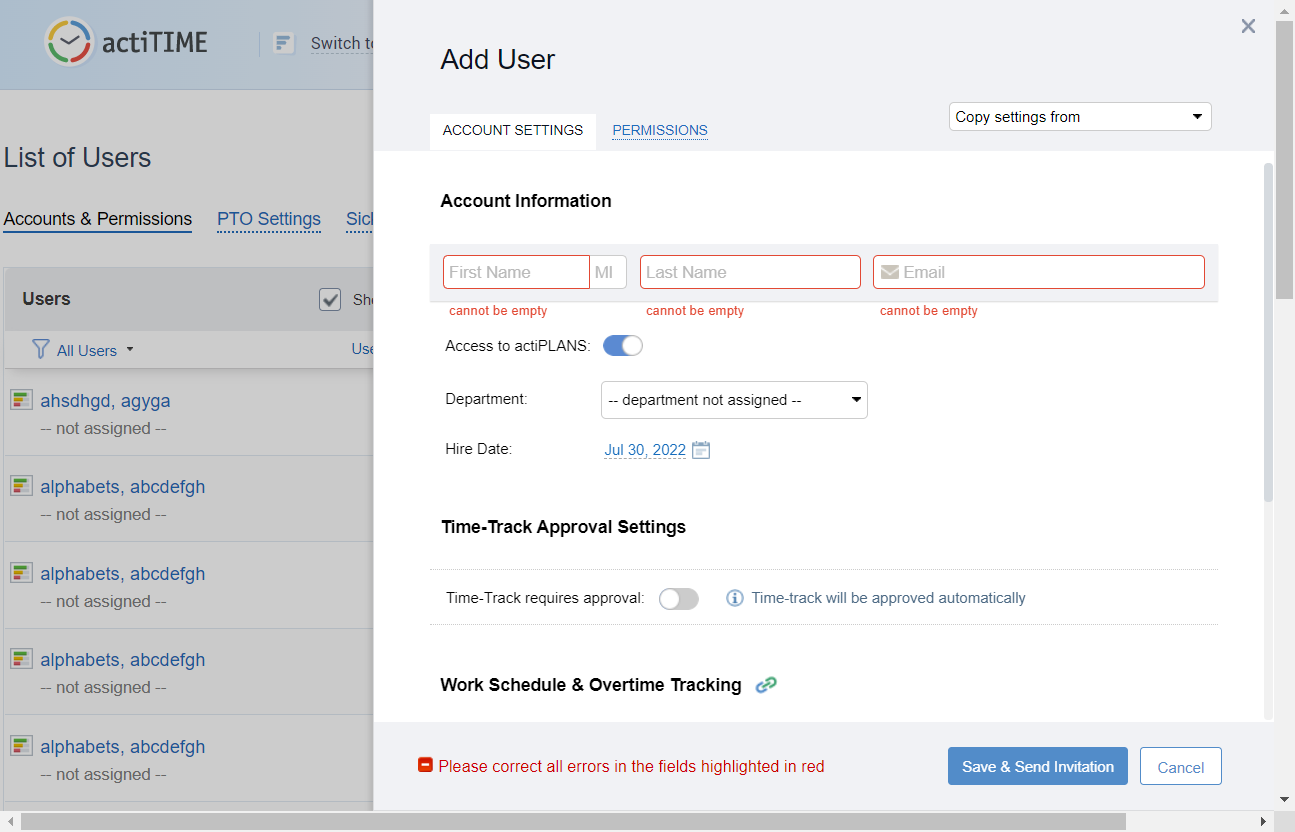 actiTIME
Switch to
List of Users
Accounts & Permissions PTO Settings Sick
Users
All Users
ahsdhgd, agyga
-- not assigned --
alphabets, abcdefgh
-- not assigned --
alphabets, abcdefgh
-- not assigned --
alphabets, abcdefgh
-- not assigned --
alphabets, abcdefgh
-- not assigned --
Add User
ACCOUNT SETTINGS PERMISSIONS
Copy settings from
Account Information
First Name MI Last Name Email
cannot be empty cannot be empty cannot be empty
Access to actiPLANS:
Department: -- department not assigned --
Hire Date: Jul 30, 2022
Time-Track Approval Settings
Time-Track requires approval: Time-track will be approved automatically
Work Schedule & Overtime Tracking
Please correct all errors in the fields highlighted in red
Save & Send Invitation Cancel